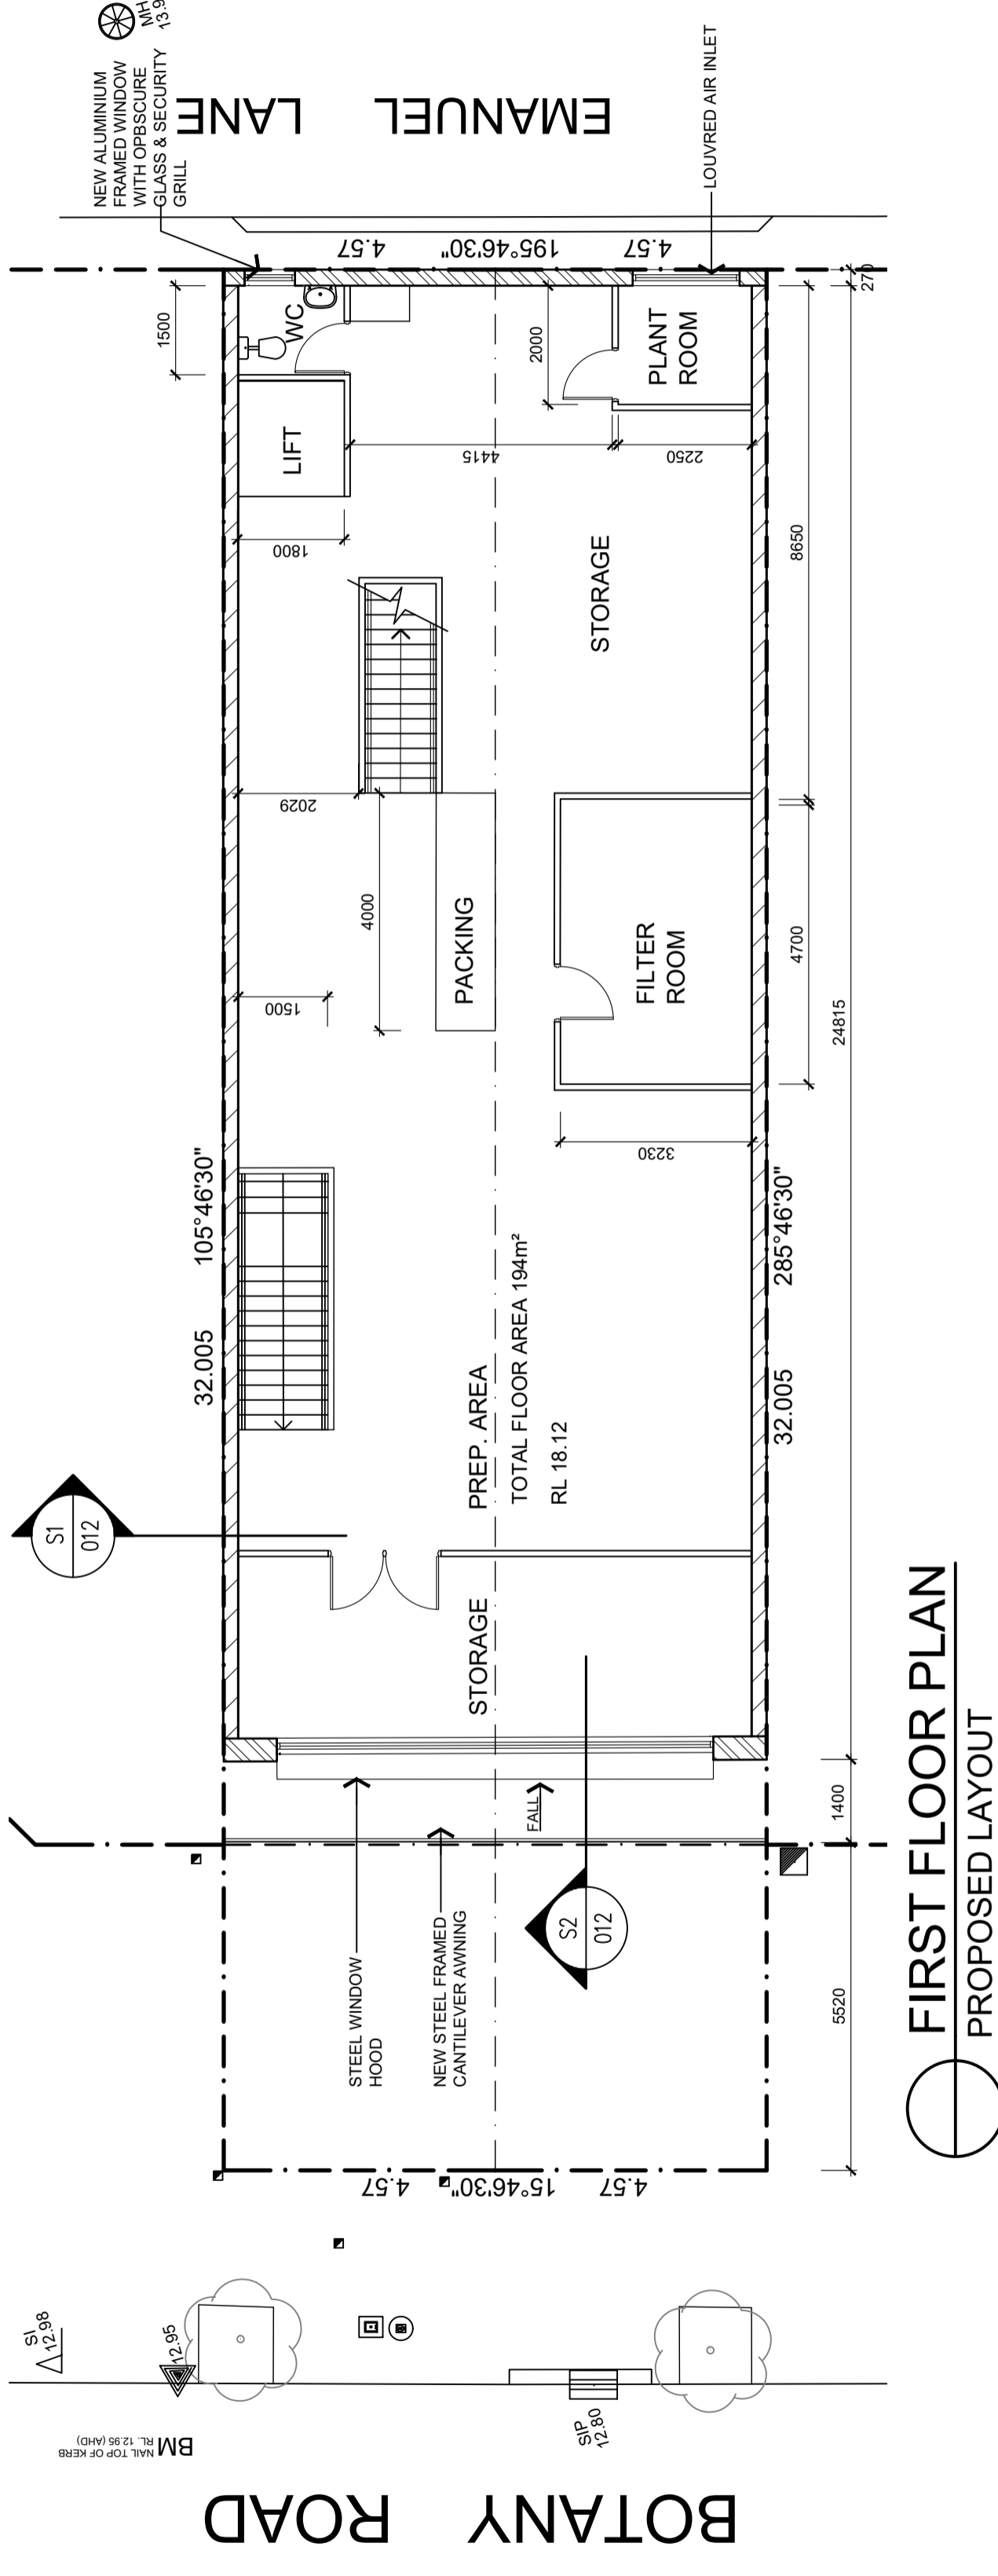 NEW ALUMINIUM
FRAMED WINDOW
WITH OPBSCURE
GLASS & SECURITY
GRILL
EMANUEL LANE
LOUVRED AIR INLET
4.57
195°46'30"
4.57
270
1500
WC
2000
PLANT
ROOM
LIFT
4415
2250
1800
8650
STORAGE
2029
4000
PACKING
1500
FILTER
ROOM
4700
24815
3230
32.005 105°46'30"
32.005 285°46'30"
PREP. AREA
TOTAL FLOOR AREA 194m²
RL 18.12
S1
012
STORAGE
FALL
1400
STEEL WINDOW
HOOD
NEW STEEL FRAMED
CANTILEVER AWNING
S2
012
5520
4.57
15°46'30"
4.57
FIRST FLOOR PLAN
PROPOSED LAYOUT
SI
12.98
12.95
BM
NAIL TOP OF KERB
RL. 12.95 (AHD)
SIP
12.80
BOTANY ROAD